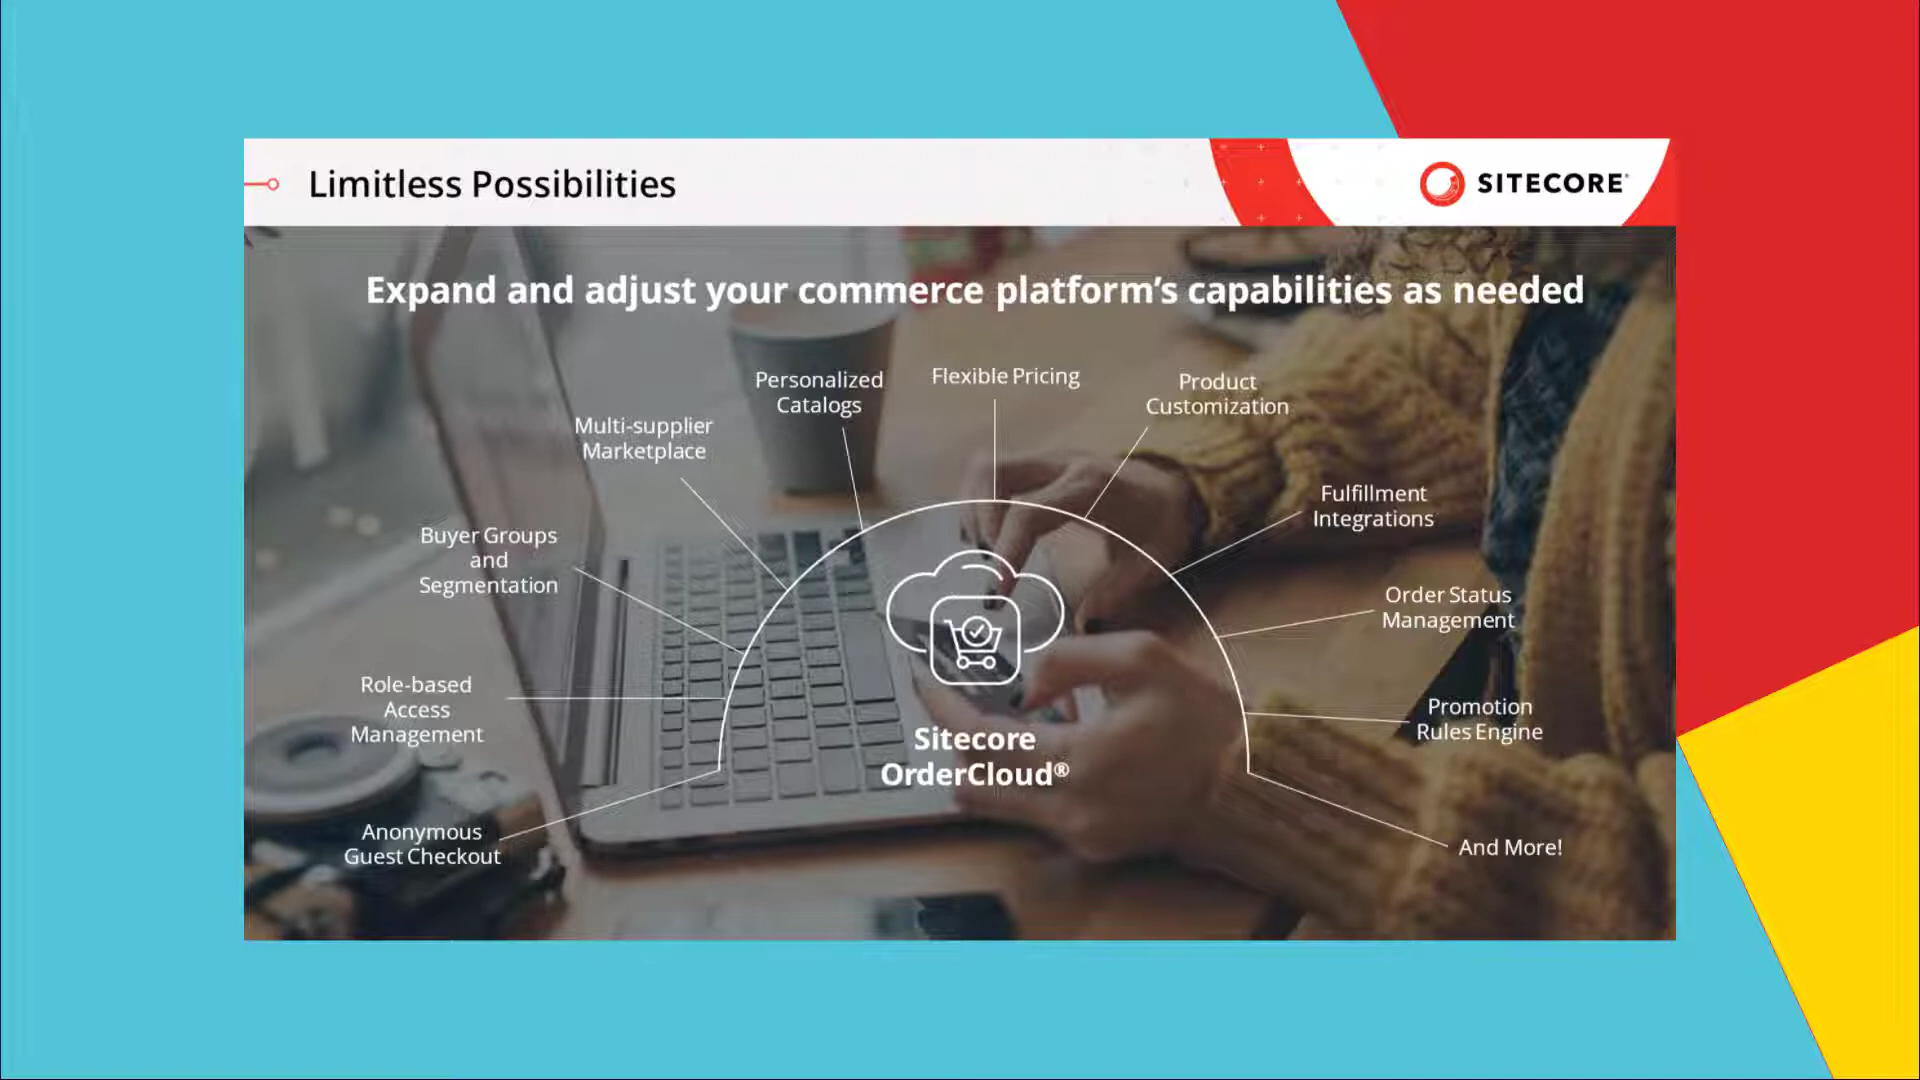 Limitless Possibilities
SITECORE®
Expand and adjust your commerce platform's capabilities as needed
Anonymous
Guest Checkout
Role-based
Access
Management
Buyer Groups
and
Segmentation
Multi-supplier
Marketplace
Personalized
Catalogs
Flexible Pricing
Product
Customization
Fulfillment
Integrations
Order Status
Management
Promotion
Rules Engine
And More!
Sitecore
OrderCloud®